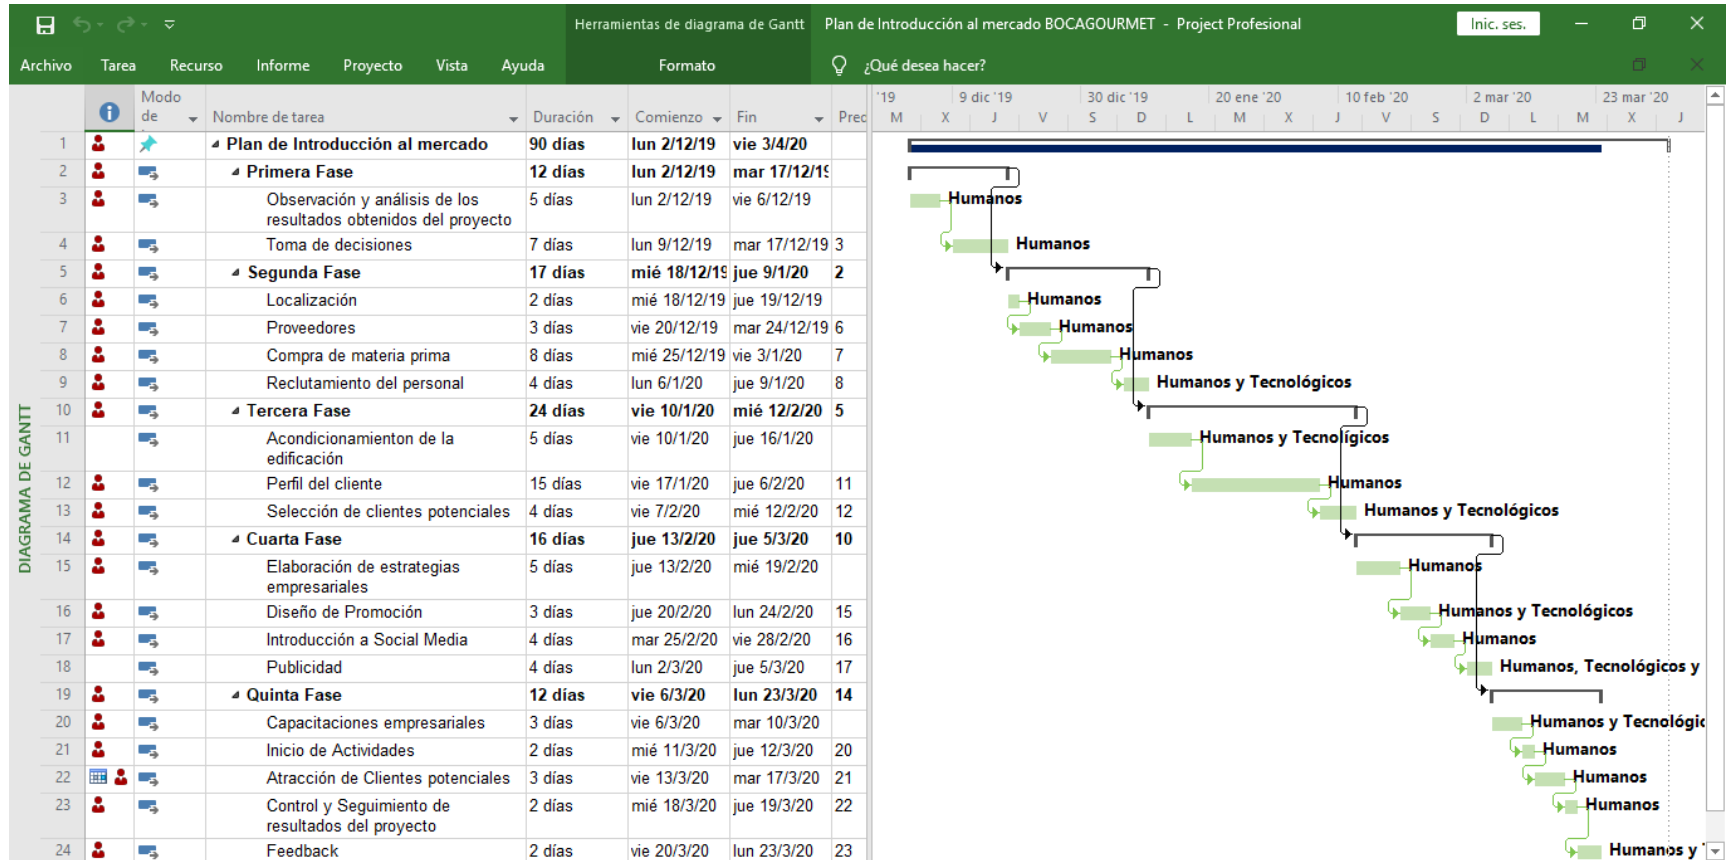 Herramientas de diagrama de Gantt Plan de Introducción al mercado BOCAGOURMET - Project Profesional Inic. ses.
Archivo Tarea Recurso Informe Proyecto Vista Ayuda Formato ¿Qué desea hacer?
Modo de Nombre de tarea Duración Comienzo Fin Pred
'19 9 dic '19 30 dic '19 20 ene '20 10 feb '20 2 mar '20 23 mar '20
M X J V S D L M X J V S D L M X J
DIAGRAMA DE GANTT
1 Plan de Introducción al mercado 90 días lun 2/12/19 vie 3/4/20
2 Primera Fase 12 días lun 2/12/19 mar 17/12/19
3 Observación y análisis de los 5 días lun 2/12/19 vie 6/12/19 Humanos
resultados obtenidos del proyecto
4 Toma de decisiones 7 días lun 9/12/19 mar 17/12/19 3 Humanos
5 Segunda Fase 17 días mié 18/12/19 jue 9/1/20 2
6 Localización 2 días mié 18/12/19 jue 19/12/19 Humanos
7 Proveedores 3 días vie 20/12/19 mar 24/12/19 6 Humanos
8 Compra de materia prima 8 días mié 25/12/19 vie 3/1/20 7 Humanos
9 Reclutamiento del personal 4 días lun 6/1/20 jue 9/1/20 8 Humanos y Tecnológicos
10 Tercera Fase 24 días vie 10/1/20 mié 12/2/20 5
11 Acondicionamienton de la 5 días vie 10/1/20 jue 16/1/20 Humanos y Tecnolígicos
edificación
12 Perfil del cliente 15 días vie 17/1/20 jue 6/2/20 11 Humanos
13 Selección de clientes potenciales 4 días vie 7/2/20 mié 12/2/20 12 Humanos y Tecnológicos
14 Cuarta Fase 16 días jue 13/2/20 jue 5/3/20 10
15 Elaboración de estrategias 5 días jue 13/2/20 mié 19/2/20 Humanos
empresariales
16 Diseño de Promoción 3 días jue 20/2/20 lun 24/2/20 15 Humanos y Tecnológicos
17 Introducción a Social Media 4 días mar 25/2/20 vie 28/2/20 16 Humanos
18 Publicidad 4 días lun 2/3/20 jue 5/3/20 17 Humanos, Tecnológicos y
19 Quinta Fase 12 días vie 6/3/20 lun 23/3/20 14
20 Capacitaciones empresariales 3 días vie 6/3/20 mar 10/3/20 Humanos y Tecnológic
21 Inicio de Actividades 2 días mié 11/3/20 jue 12/3/20 20 Humanos
22 Atracción de Clientes potenciales 3 días vie 13/3/20 mar 17/3/20 21 Humanos
23 Control y Seguimiento de 2 días mié 18/3/20 jue 19/3/20 22 Humanos
resultados del proyecto
24 Feedback 2 días vie 20/3/20 lun 23/3/20 23 Humanos y